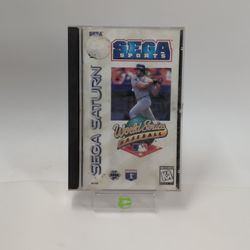 SEGA
SEGA
SPORTS
SEGA SATURN
World Series
BASEBALL